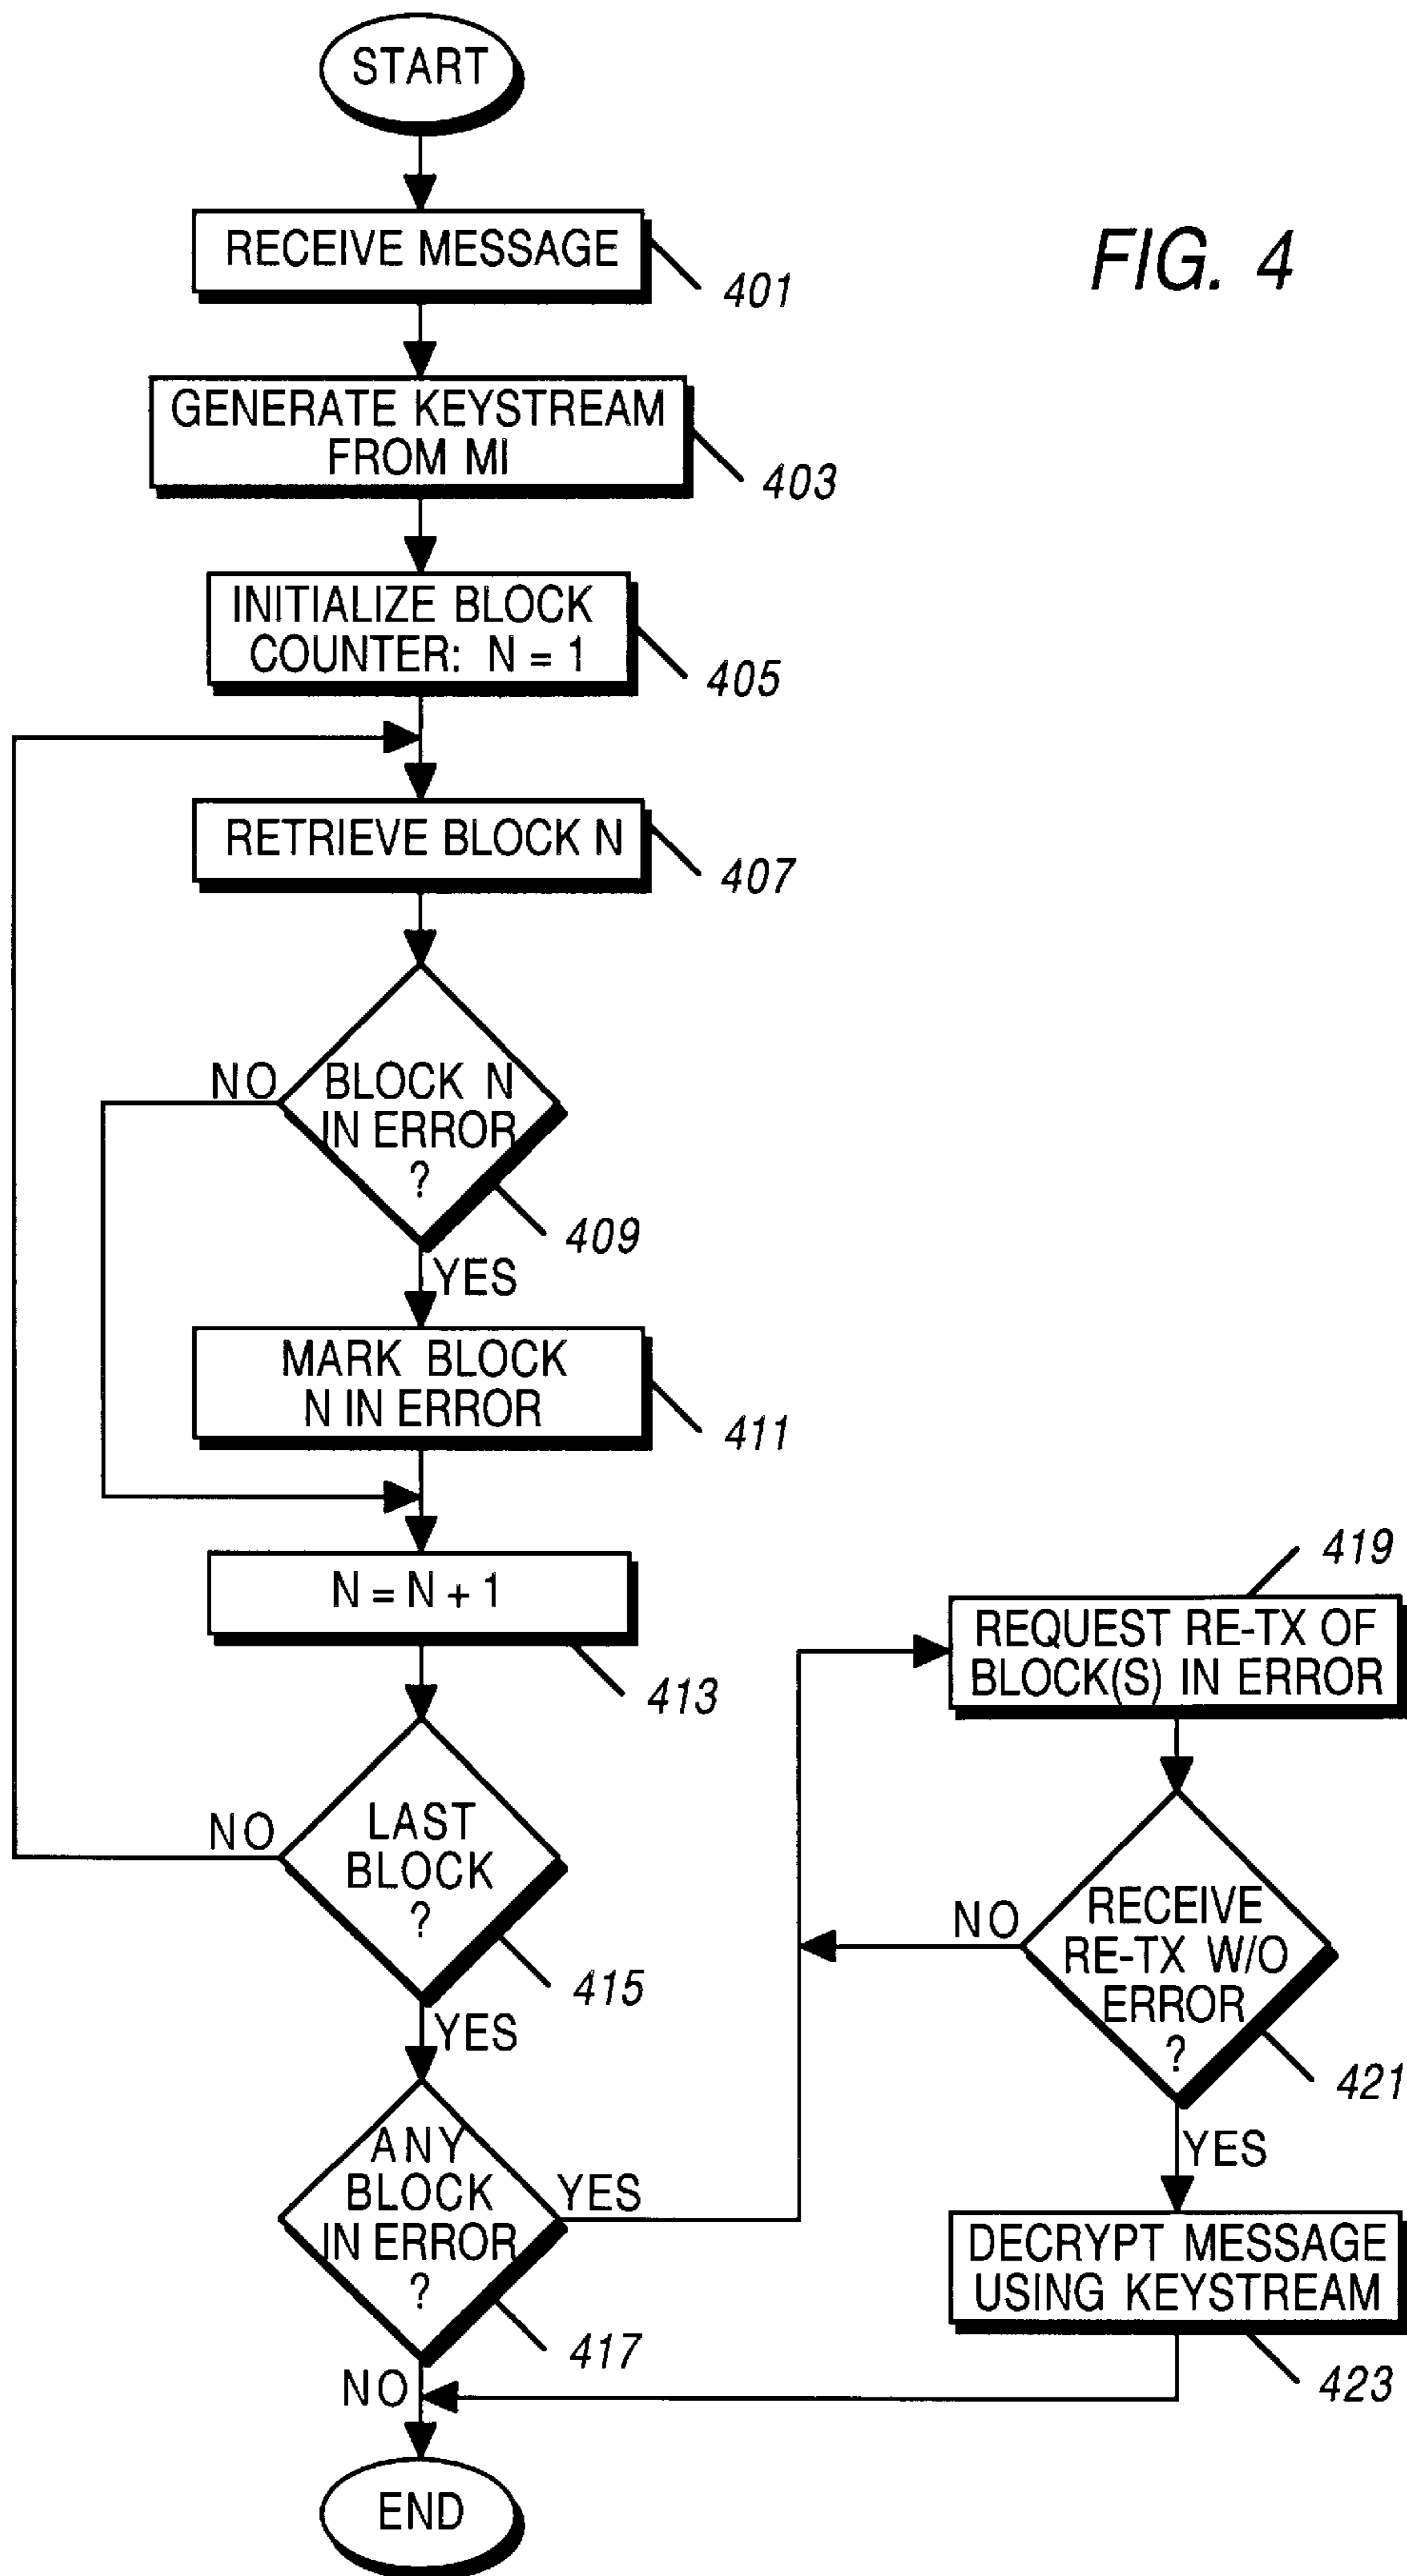 START
FIG. 4
RECEIVE MESSAGE
401
GENERATE KEYSTREAM
FROM MI
403
INITIALIZE BLOCK
COUNTER: N = 1
405
RETRIEVE BLOCK N
407
NO
BLOCK N
IN ERROR
?
409
YES
MARK BLOCK
N IN ERROR
411
N = N + 1
413
NO
LAST
BLOCK
?
415
YES
ANY
BLOCK
IN ERROR
?
417
YES
NO
419
REQUEST RE-TX OF
BLOCK(S) IN ERROR
NO
RECEIVE
RE-TX W/O
ERROR
?
421
YES
DECRYPT MESSAGE
USING KEYSTREAM
423
END